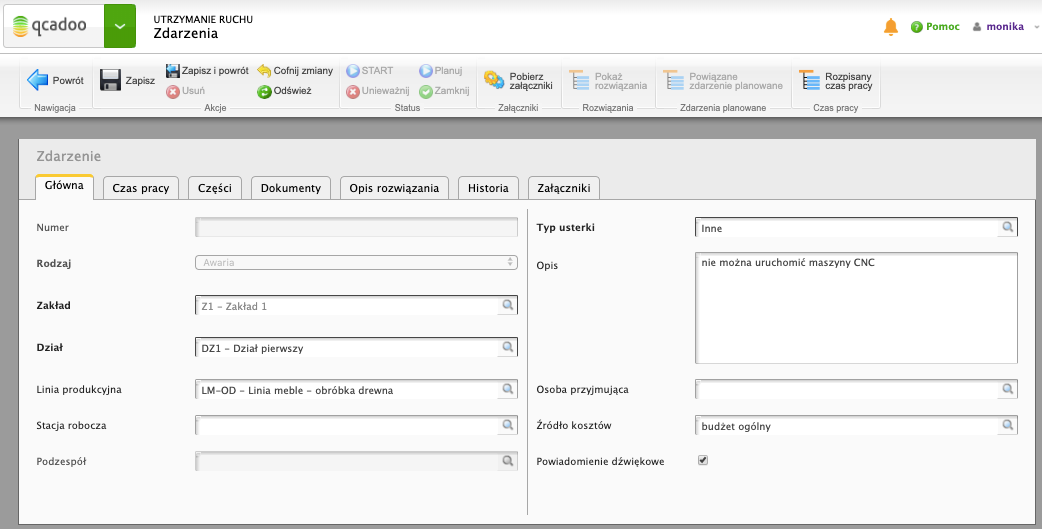 qcadoo
UTRZYMANIE RUCHU
Zdarzenia
Pomoc
monika
Powrót
Nawigacja
Zapisz
Zapisz i powrót
Cofnij zmiany
Usuń
Odśwież
Akcje
START
Planuj
Unieważnij
Zamknij
Status
Pobierz
załączniki
Załączniki
Pokaż
rozwiązania
Rozwiązania
Powiązane
zdarzenie planowane
Zdarzenia planowane
Rozpisany
czas pracy
Czas pracy
Zdarzenie
Główna
Czas pracy
Części
Dokumenty
Opis rozwiązania
Historia
Załączniki
Numer
Rodzaj
Awaria
Zakład
Z1 - Zakład 1
Dział
DZ1 - Dział pierwszy
Linia produkcyjna
LM-OD - Linia meble - obróbka drewna
Stacja robocza
Podzespół
Typ usterki
Inne
Opis
nie można uruchomić maszyny CNC
Osoba przyjmująca
Źródło kosztów
budżet ogólny
Powiadomienie dźwiękowe